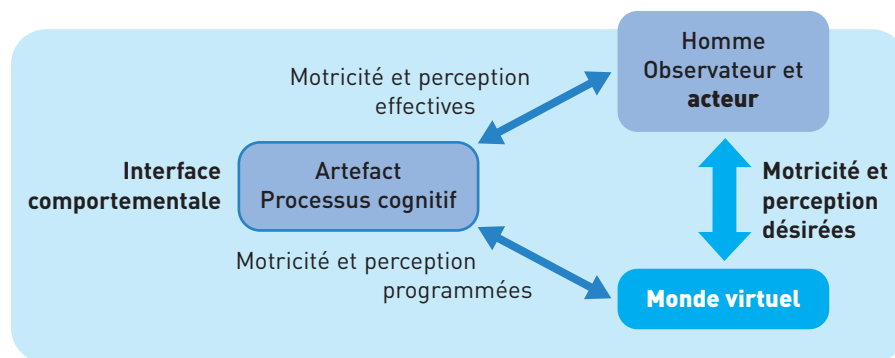 Homme
Observateur et
acteur
Motricité et perception
effectives
Interface
comportementale
Artefact
Processus cognitif
Motricité et
perception
désirées
Motricité et perception
programmées
Monde virtuel